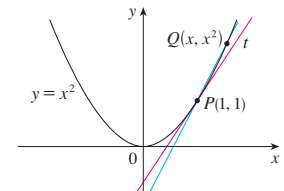 y
Q(x, x²)
t
y = x²
P(1, 1)
0
x